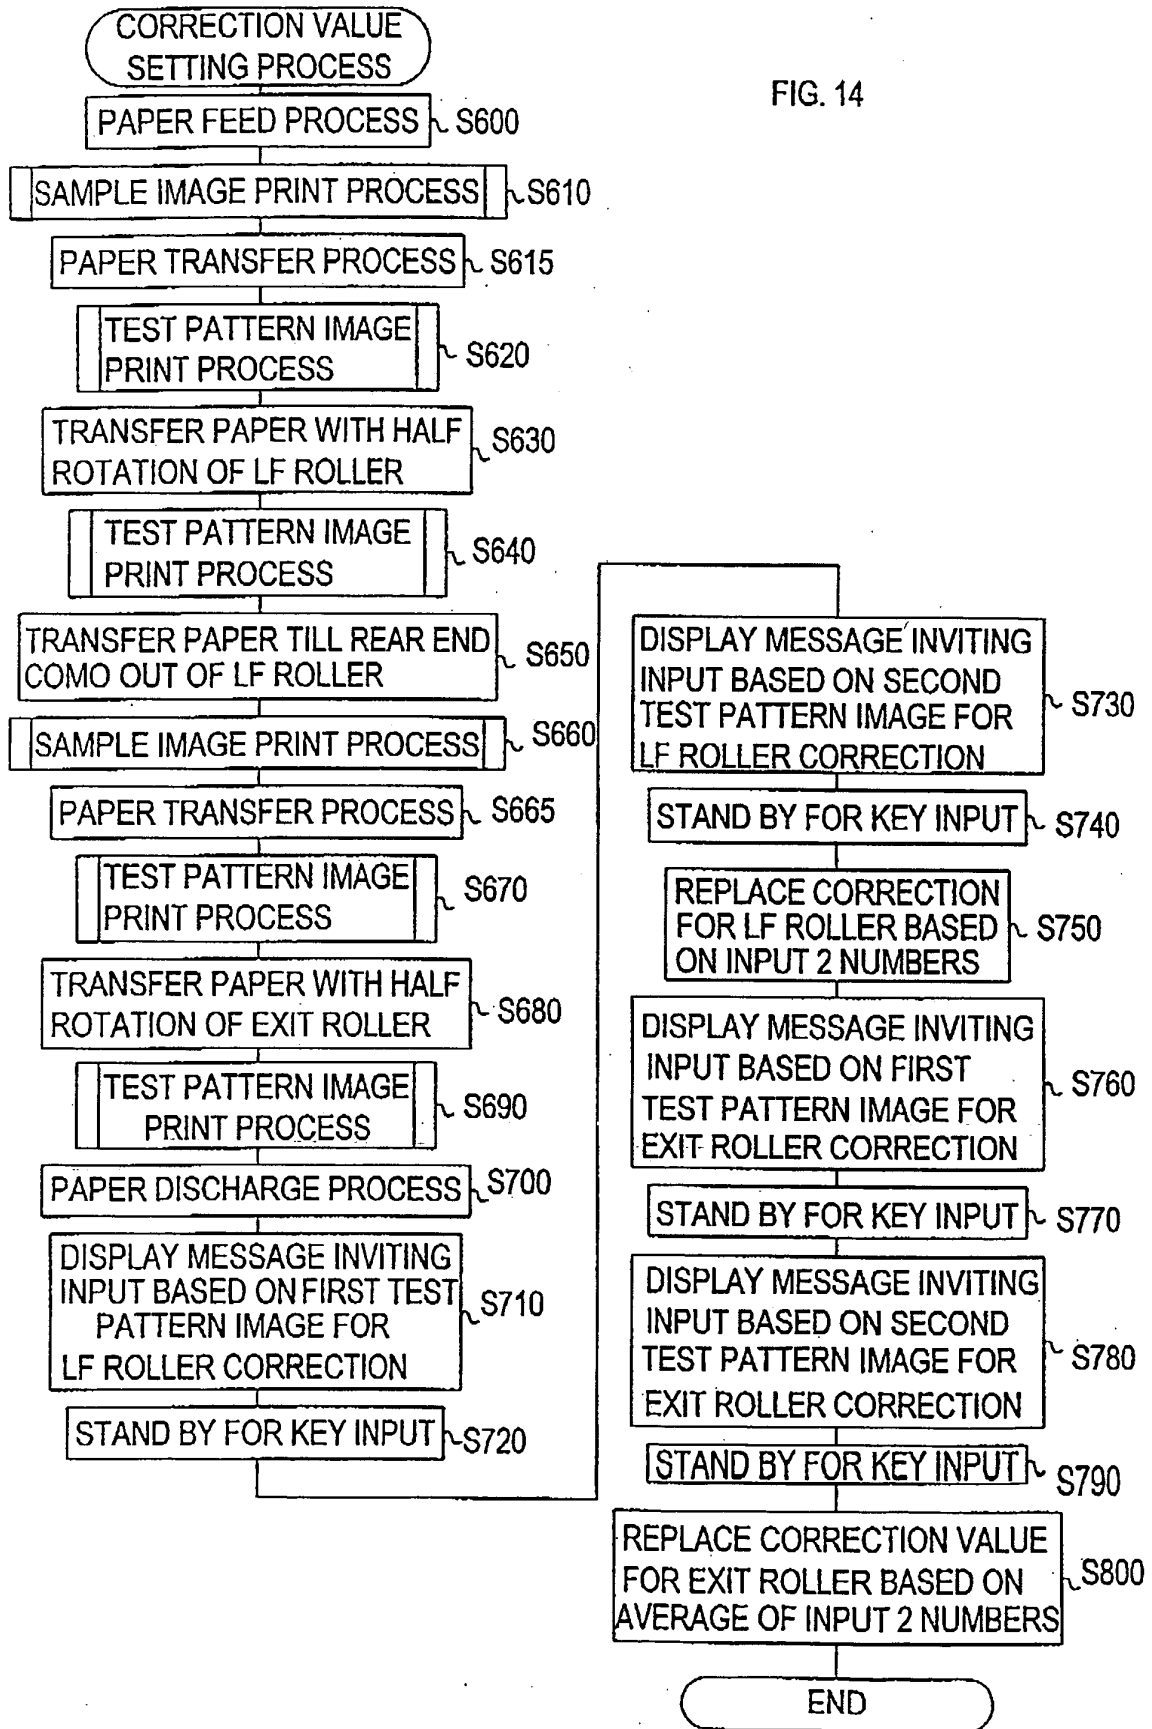 CORRECTION VALUE
SETTING PROCESS
FIG. 14
PAPER FEED PROCESS
S600
SAMPLE IMAGE PRINT PROCESS
S610
PAPER TRANSFER PROCESS
S615
TEST PATTERN IMAGE
PRINT PROCESS
S620
TRANSFER PAPER WITH HALF
ROTATION OF LF ROLLER
S630
TEST PATTERN IMAGE
PRINT PROCESS
S640
TRANSFER PAPER TILL REAR END
COMO OUT OF LF ROLLER
S650
SAMPLE IMAGE PRINT PROCESS
S660
PAPER TRANSFER PROCESS
S665
TEST PATTERN IMAGE
PRINT PROCESS
S670
TRANSFER PAPER WITH HALF
ROTATION OF EXIT ROLLER
S680
TEST PATTERN IMAGE
PRINT PROCESS
S690
PAPER DISCHARGE PROCESS
S700
DISPLAY MESSAGE INVITING
INPUT BASED ON FIRST TEST
PATTERN IMAGE FOR
LF ROLLER CORRECTION
S710
STAND BY FOR KEY INPUT
S720
DISPLAY MESSAGE INVITING
INPUT BASED ON SECOND
TEST PATTERN IMAGE FOR
LF ROLLER CORRECTION
S730
STAND BY FOR KEY INPUT
S740
REPLACE CORRECTION
FOR LF ROLLER BASED
ON INPUT 2 NUMBERS
S750
DISPLAY MESSAGE INVITING
INPUT BASED ON FIRST
TEST PATTERN IMAGE FOR
EXIT ROLLER CORRECTION
S760
STAND BY FOR KEY INPUT
S770
DISPLAY MESSAGE INVITING
INPUT BASED ON SECOND
TEST PATTERN IMAGE FOR
EXIT ROLLER CORRECTION
S780
STAND BY FOR KEY INPUT
S790
REPLACE CORRECTION VALUE
FOR EXIT ROLLER BASED ON
AVERAGE OF INPUT 2 NUMBERS
S800
END